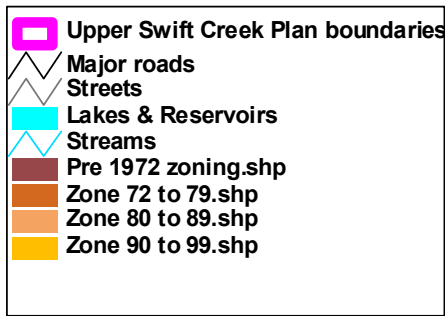 Upper Swift Creek Plan boundaries
Major roads
Streets
Lakes & Reservoirs
Streams
Pre 1972 zoning.shp
Zone 72 to 79.shp
Zone 80 to 89.shp
Zone 90 to 99.shp